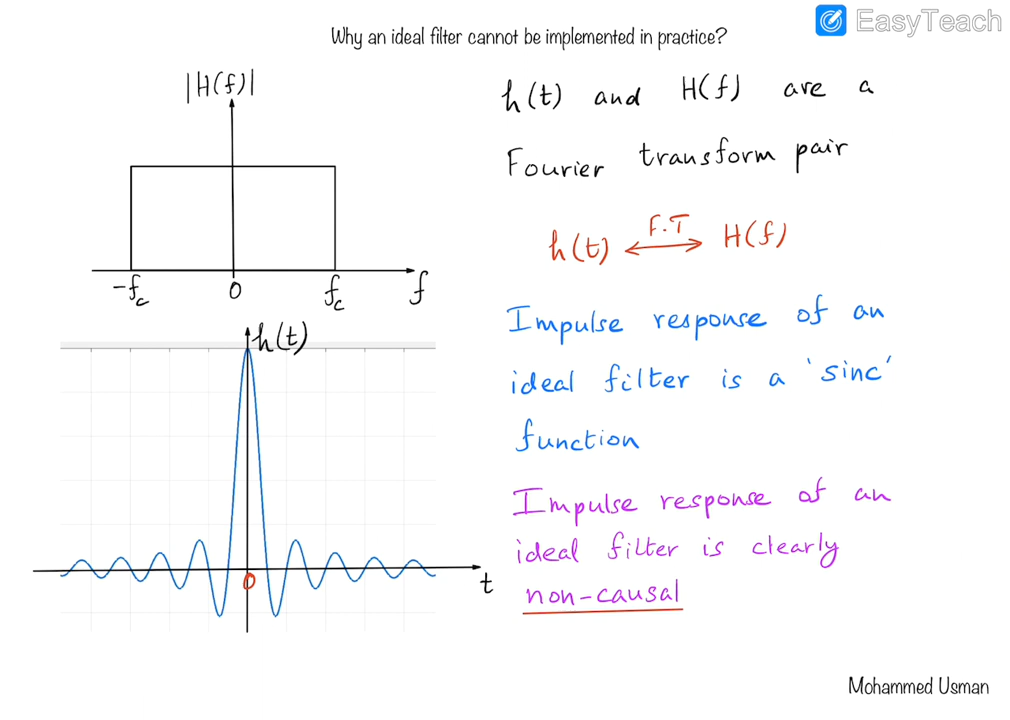 EasyTeach
Why an ideal filter cannot be implemented in practice?
|H(f)|
-fc
0
fc
f
h(t)
0
t
h(t) and H(f) are a
Fourier transform pair
F.T
h(t) ⟷ H(f)
Impulse response of an
ideal filter is a 'sinc'
function
Impulse response of an
ideal filter is clearly
non-causal
Mohammed Usman